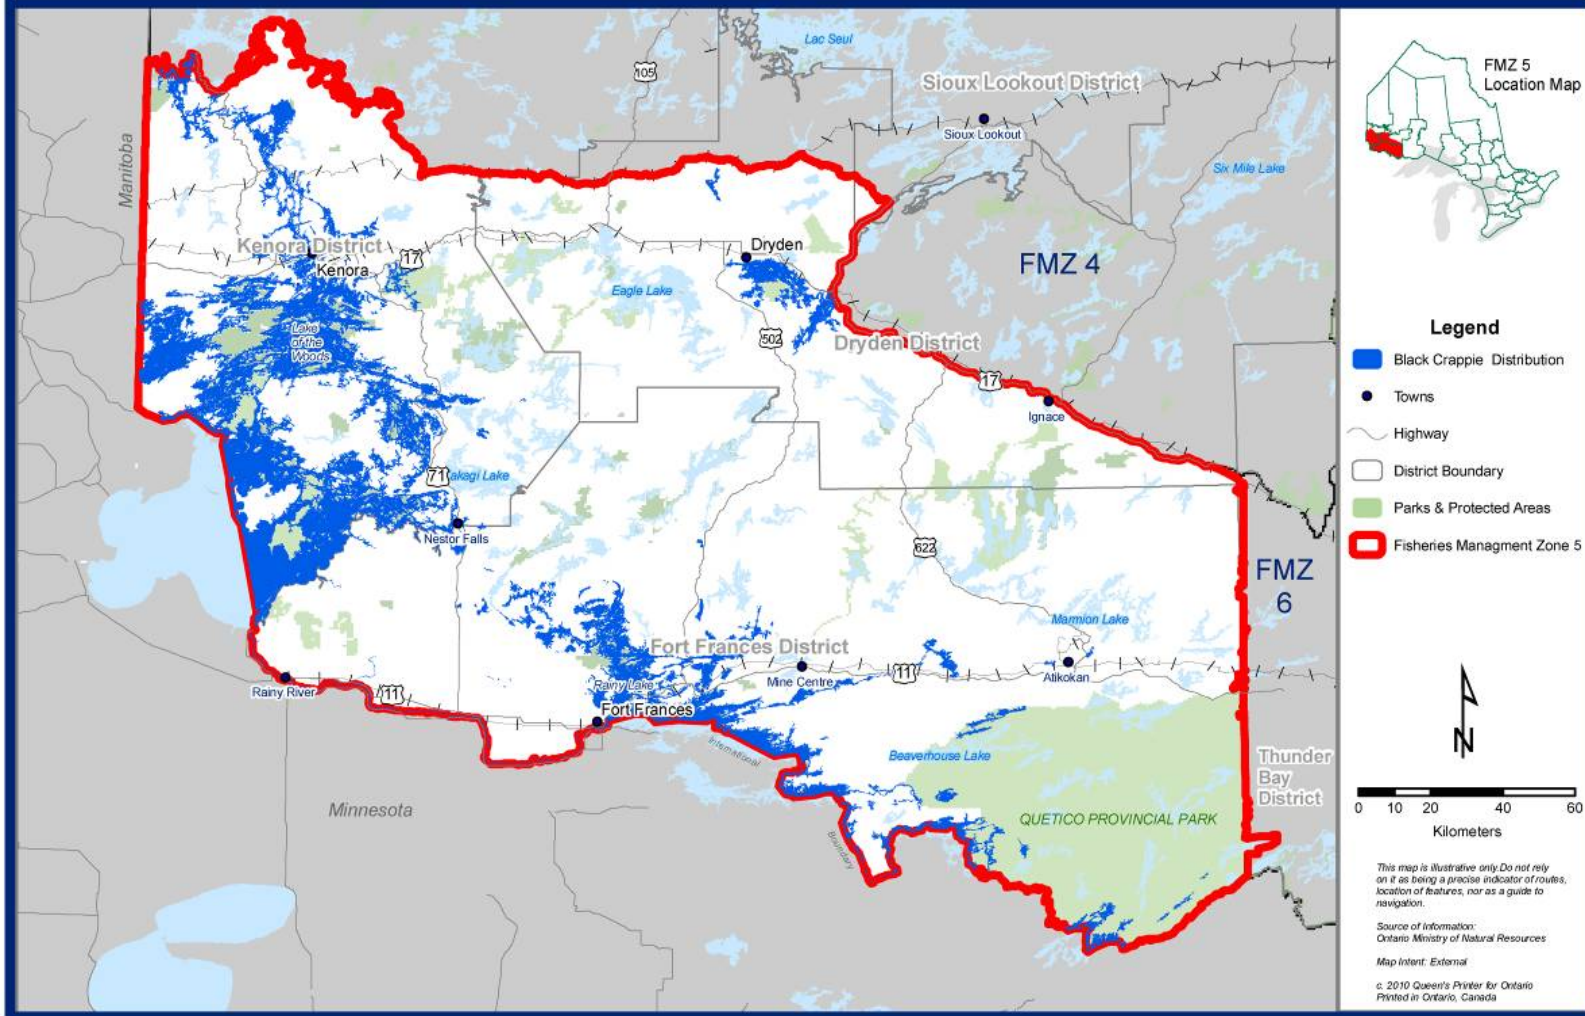 Lac Seul
105
Sioux Lookout District
Sioux Lookout
Six Mile Lake
Manitoba
Kenora District
Kenora
17
Dryden
Eagle Lake
FMZ 4
Lake
of the
Woods
502
Dryden District
17
Ignace
71
akagi Lake
Nestor Falls
622
FMZ
6
Marmion Lake
Fort Frances District
Rainy Lake
Mine Centre
11
Atikokan
Rainy River
11
Fort Frances
International
Boundary
Beaverhouse Lake
Thunder
Bay
District
Minnesota
QUETICO PROVINCIAL PARK
FMZ 5
Location Map
Legend
Black Crappie Distribution
Towns
Highway
District Boundary
Parks & Protected Areas
Fisheries Managment Zone 5
N
0 10 20 40 60
Kilometers
This map is illustrative only.Do not rely
on it as being a precise indicator of routes,
location of features, nor as a guide to
navigation.
Source of Information:
Ontario Ministry of Natural Resources
Map Intent: External
c. 2010 Queen's Printer for Ontario
Printed in Ontario, Canada